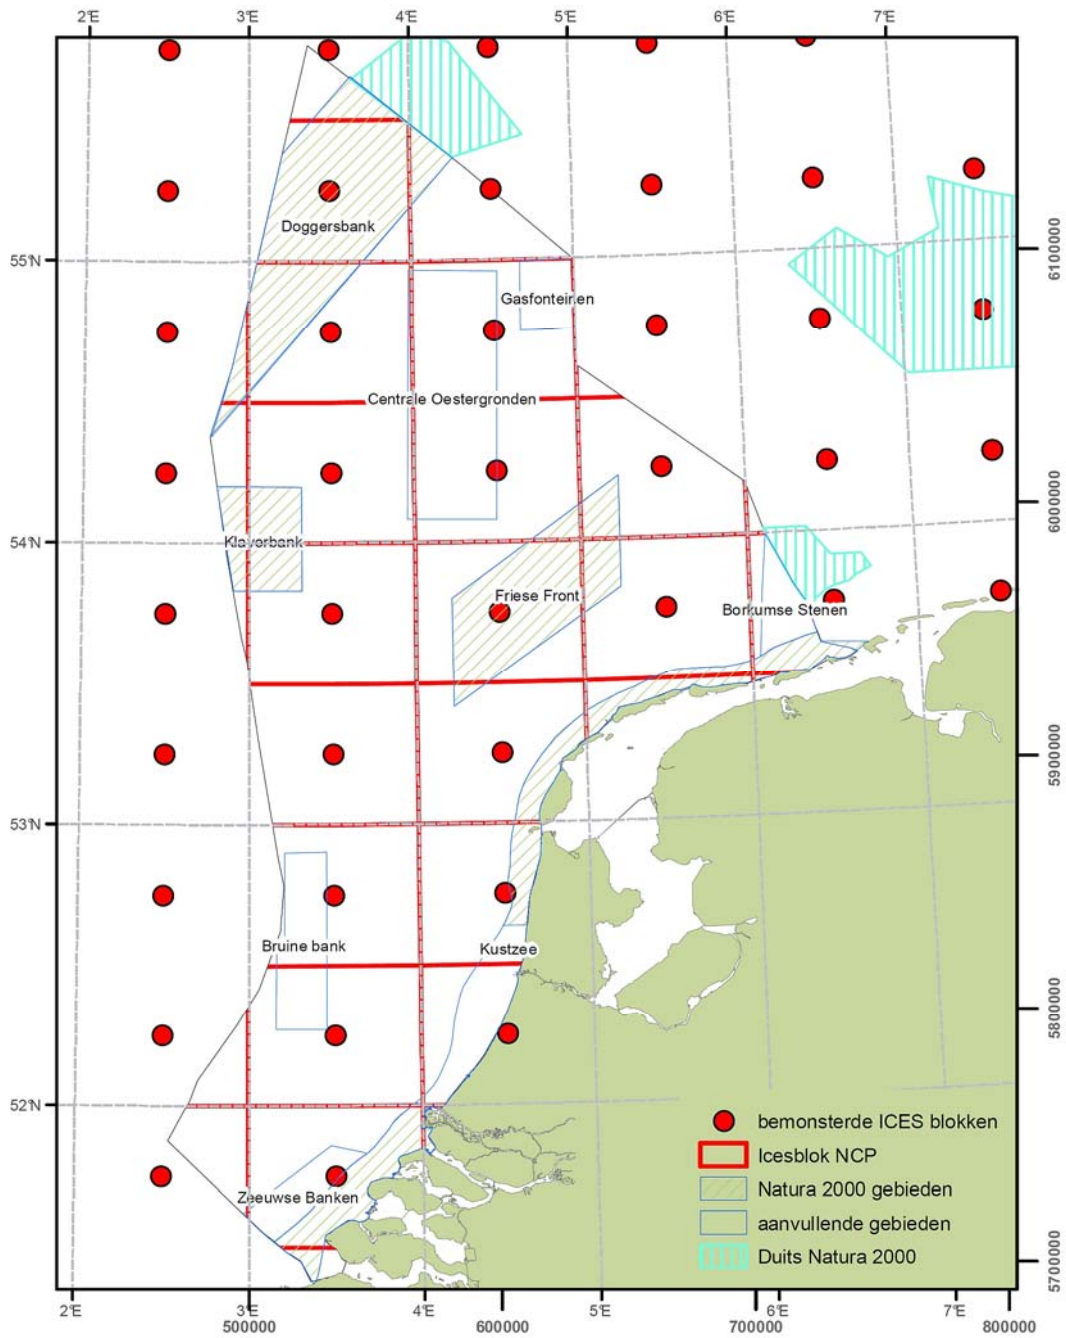 2°E 3°E 4°E 5°E 6°E 7°E
Doggersbank
55°N
610000
Gasfonteinen
Centrale Oestergronden
6000000
54°N
Klaverbank
Friese Front
Borkumse Stenen
5900000
53°N
Bruine bank
Kustzee
5800000
52°N
bemonsterde ICES blokken
Icesblok NCP
Natura 2000 gebieden
Zeeuwse Banken
aanvullende gebieden
Duits Natura 2000
5700000
2°E 3°E 4°E 5°E 6°E 7°E
500000 600000 700000 800000